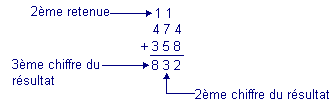 2ème retenue
1 1
4 7 4
+ 3 5 8
3ème chiffre du
résultat
8 3 2
2ème chiffre du résultat